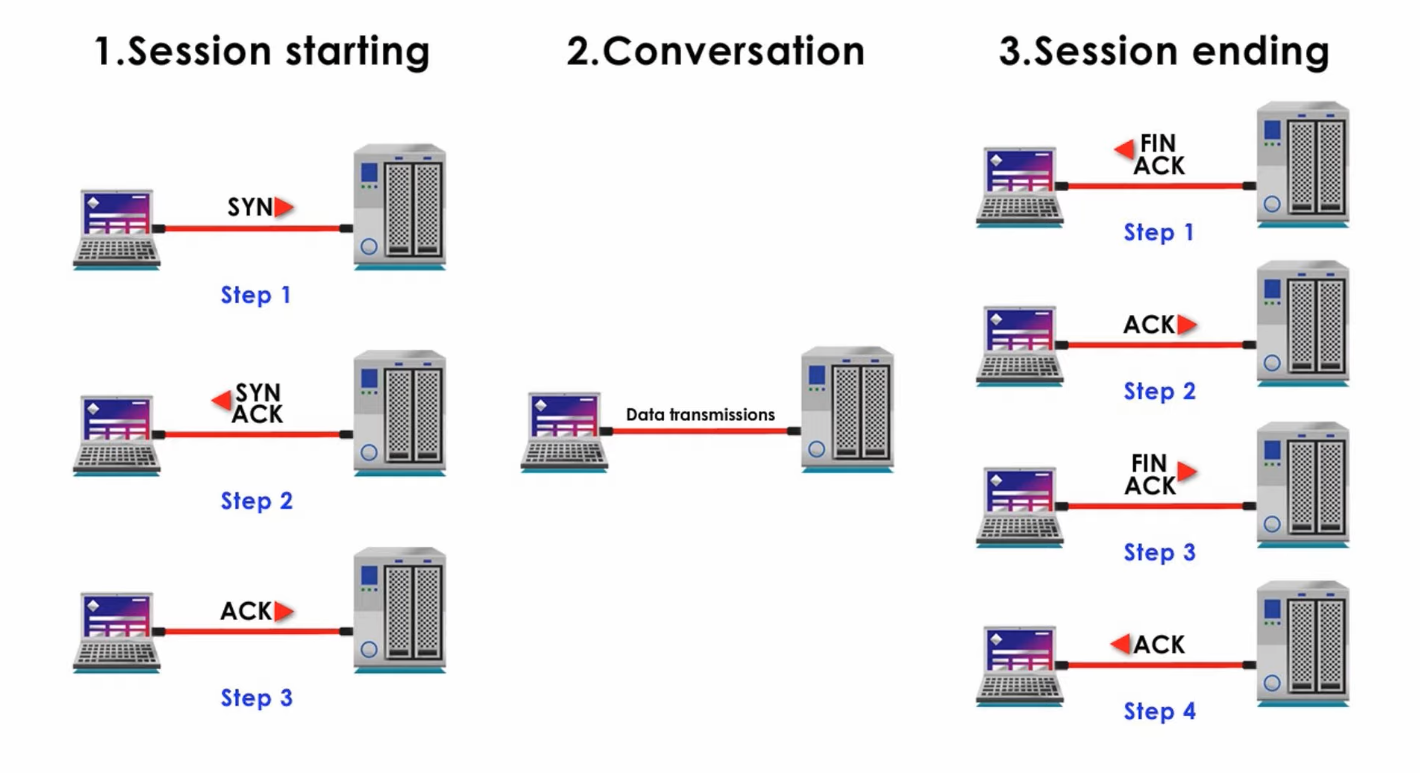 1.Session starting
SYN
Step 1
SYN
ACK
Step 2
ACK
Step 3
2.Conversation
Data transmissions
3.Session ending
FIN
ACK
Step 1
ACK
Step 2
FIN
ACK
Step 3
ACK
Step 4